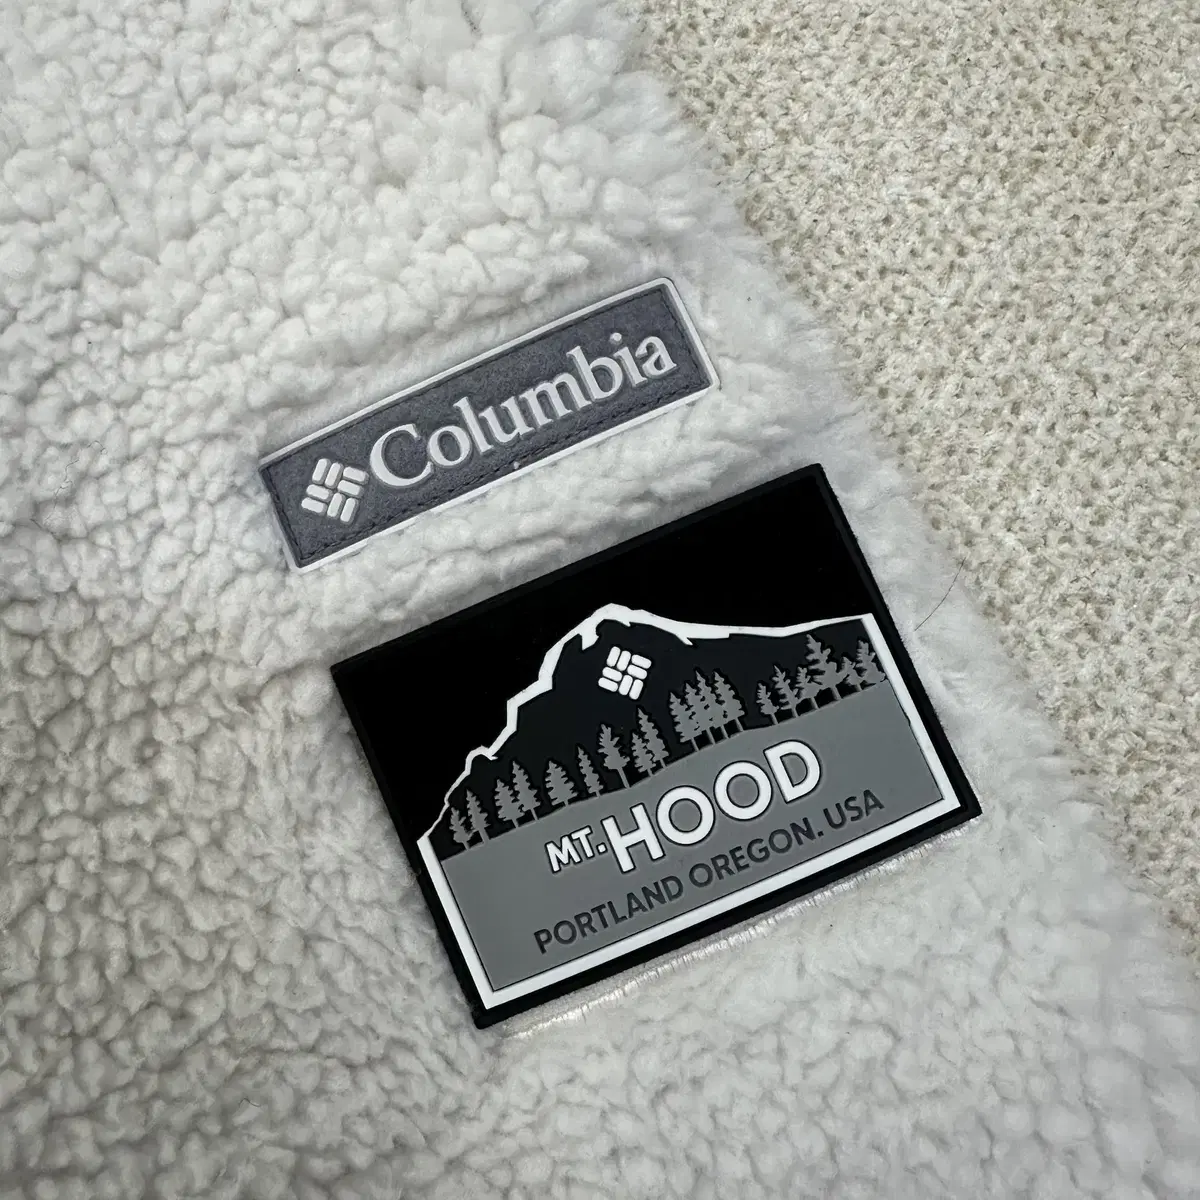 Columbia
MT. HOOD
PORTLAND OREGON. USA